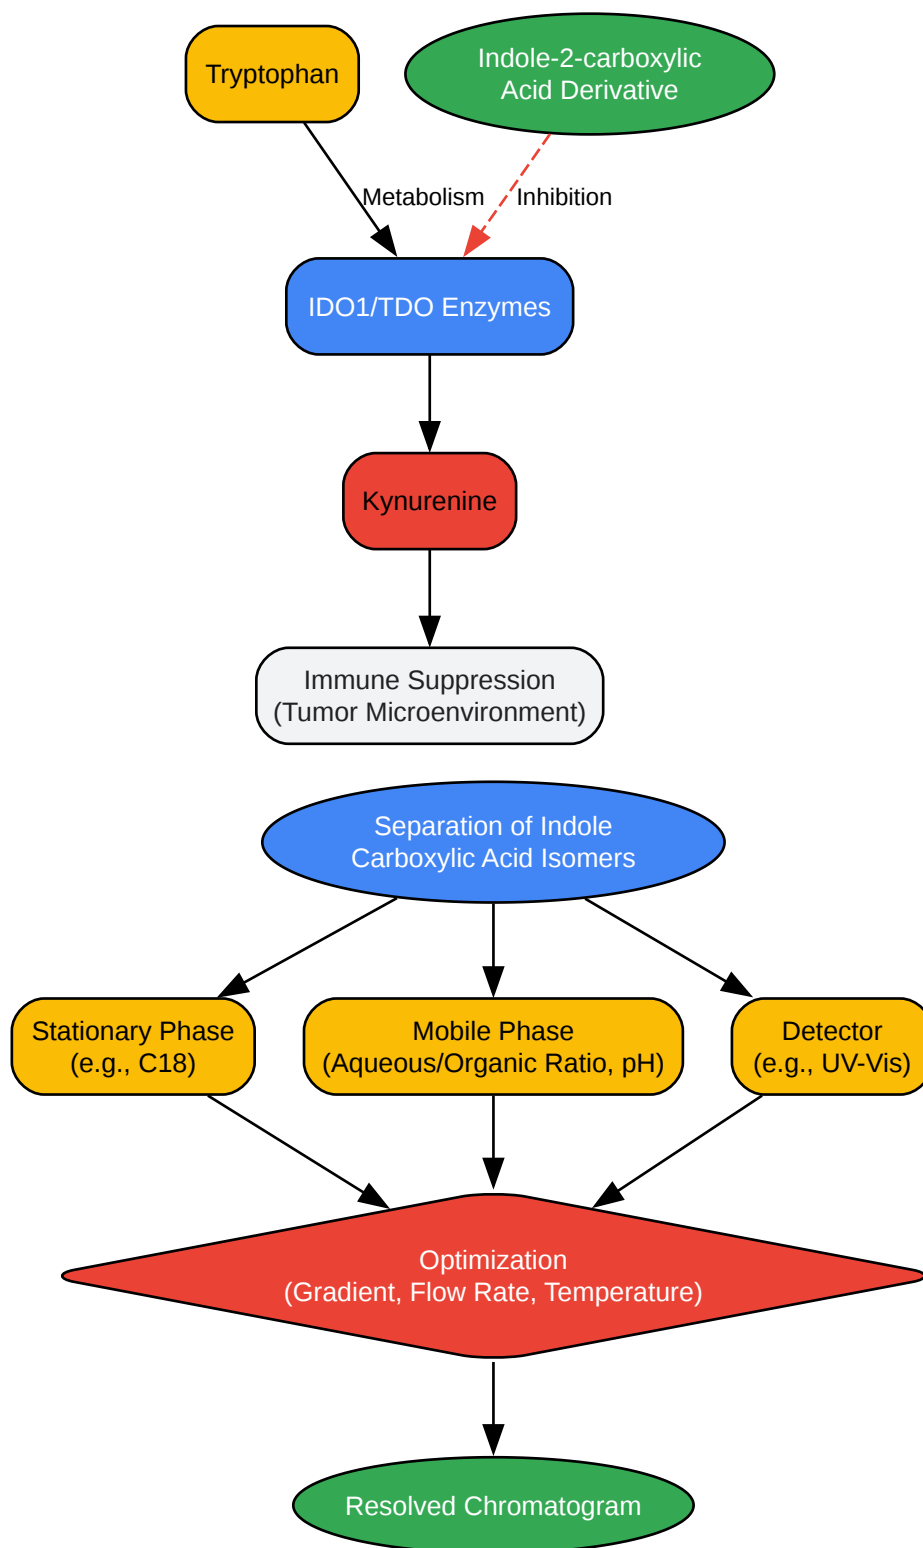 Tryptophan
Indole-2-carboxylic
Acid Derivative
Metabolism
Inhibition
IDO1/TDO Enzymes
Kynurenine
Immune Suppression
(Tumor Microenvironment)
Separation of Indole
Carboxylic Acid Isomers
Stationary Phase
(e.g., C18)
Mobile Phase
(Aqueous/Organic Ratio, pH)
Detector
(e.g., UV-Vis)
Optimization
(Gradient, Flow Rate, Temperature)
Resolved Chromatogram